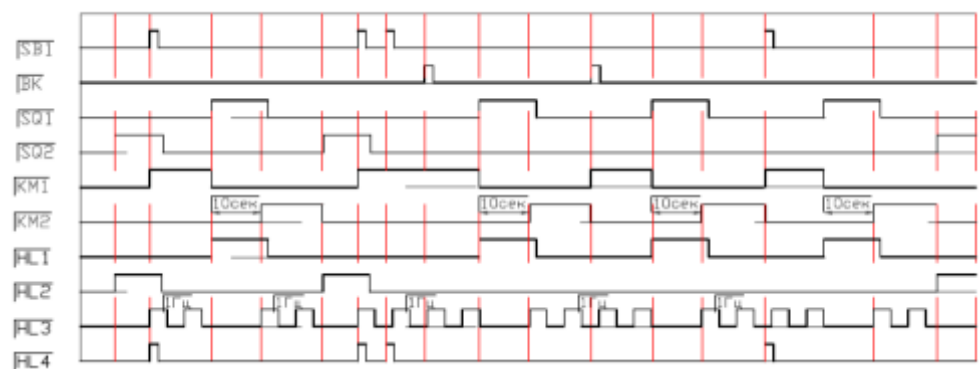 SB1
BK
SQ1
SQ2
KM1
10сек 10сек 10сек 10сек
KM2
HL1
HL2
1Гц 1Гц 1Гц 1Гц 1Гц
HL3
HL4